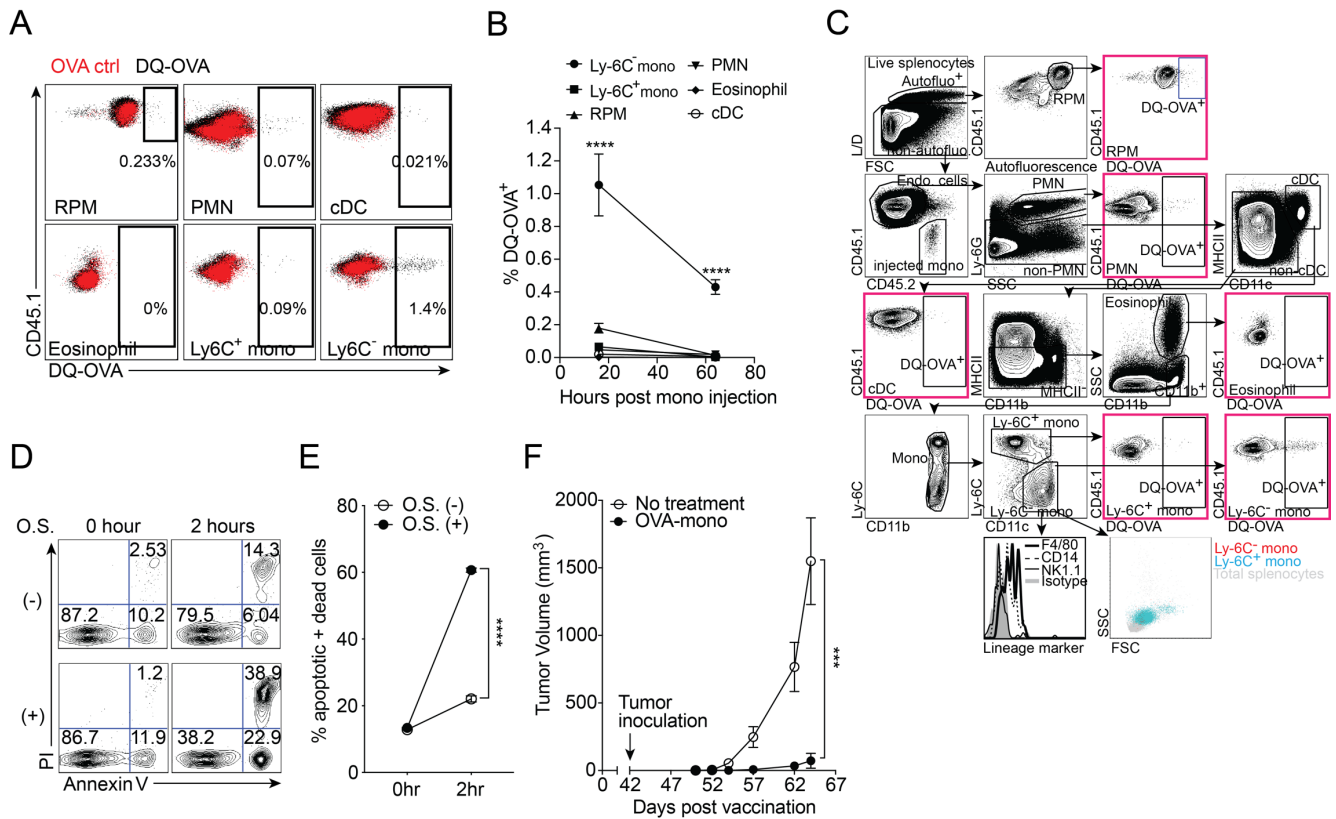 A
OVA ctrl DQ-OVA
0.233%
RPM
0.07%
PMN
0.021%
cDC
0%
Eosinophil
0.09%
Ly6C+ mono
1.4%
Ly6C- mono
CD45.1
DQ-OVA
B
Ly-6C- mono
Ly-6C+ mono
RPM
PMN
Eosinophil
cDC
1.4
1.2
1.0
0.8
0.6
0.4
0.2
0.0
% DQ-OVA+
****
****
0 20 40 60 80
Hours post mono injection
C
Live splenocytes
Autofluo+
non-autofluo.
L/D
FSC
RPM
CD45.1
Autofluorescence
DQ-OVA+
CD45.1
RPM
DQ-OVA
Endo. cells
injected mono
CD45.1
CD45.2
PMN
non-PMN
Ly-6G
SSC
DQ-OVA+
CD45.1
PMN
DQ-OVA
cDC
non-cDC
MHCII
CD11c
DQ-OVA+
CD45.1
cDC
DQ-OVA
MHCII
MHCII-
CD11b
Eosinophil
SSC
CD11b+
CD11b
DQ-OVA+
CD45.1
Eosinophil
DQ-OVA
Mono
Ly-6C
CD11b
Ly-6C+ mono
Ly-6C
Ly-6C- mono
CD11c
DQ-OVA+
CD45.1
Ly-6C+ mono
DQ-OVA
DQ-OVA+
CD45.1
Ly-6C- mono
DQ-OVA
F4/80
CD14
NK1.1
Isotype
Lineage marker
Ly-6C- mono
Ly-6C+ mono
Total splenocytes
SSC
FSC
D
O.S. 0 hour 2 hours
(-)
2.53
87.2 10.2
14.3
79.5 6.04
(+)
1.2
86.7 11.9
38.9
38.2 22.9
PI
Annexin V
E
O.S. (-)
O.S. (+)
80
60
40
20
0
% apoptotic + dead cells
****
0hr 2hr
F
No treatment
OVA-mono
2000
1500
1000
500
0
Tumor Volume (mm3)
Tumor
inoculation
***
0 42 47 52 57 62 67
Days post vaccination